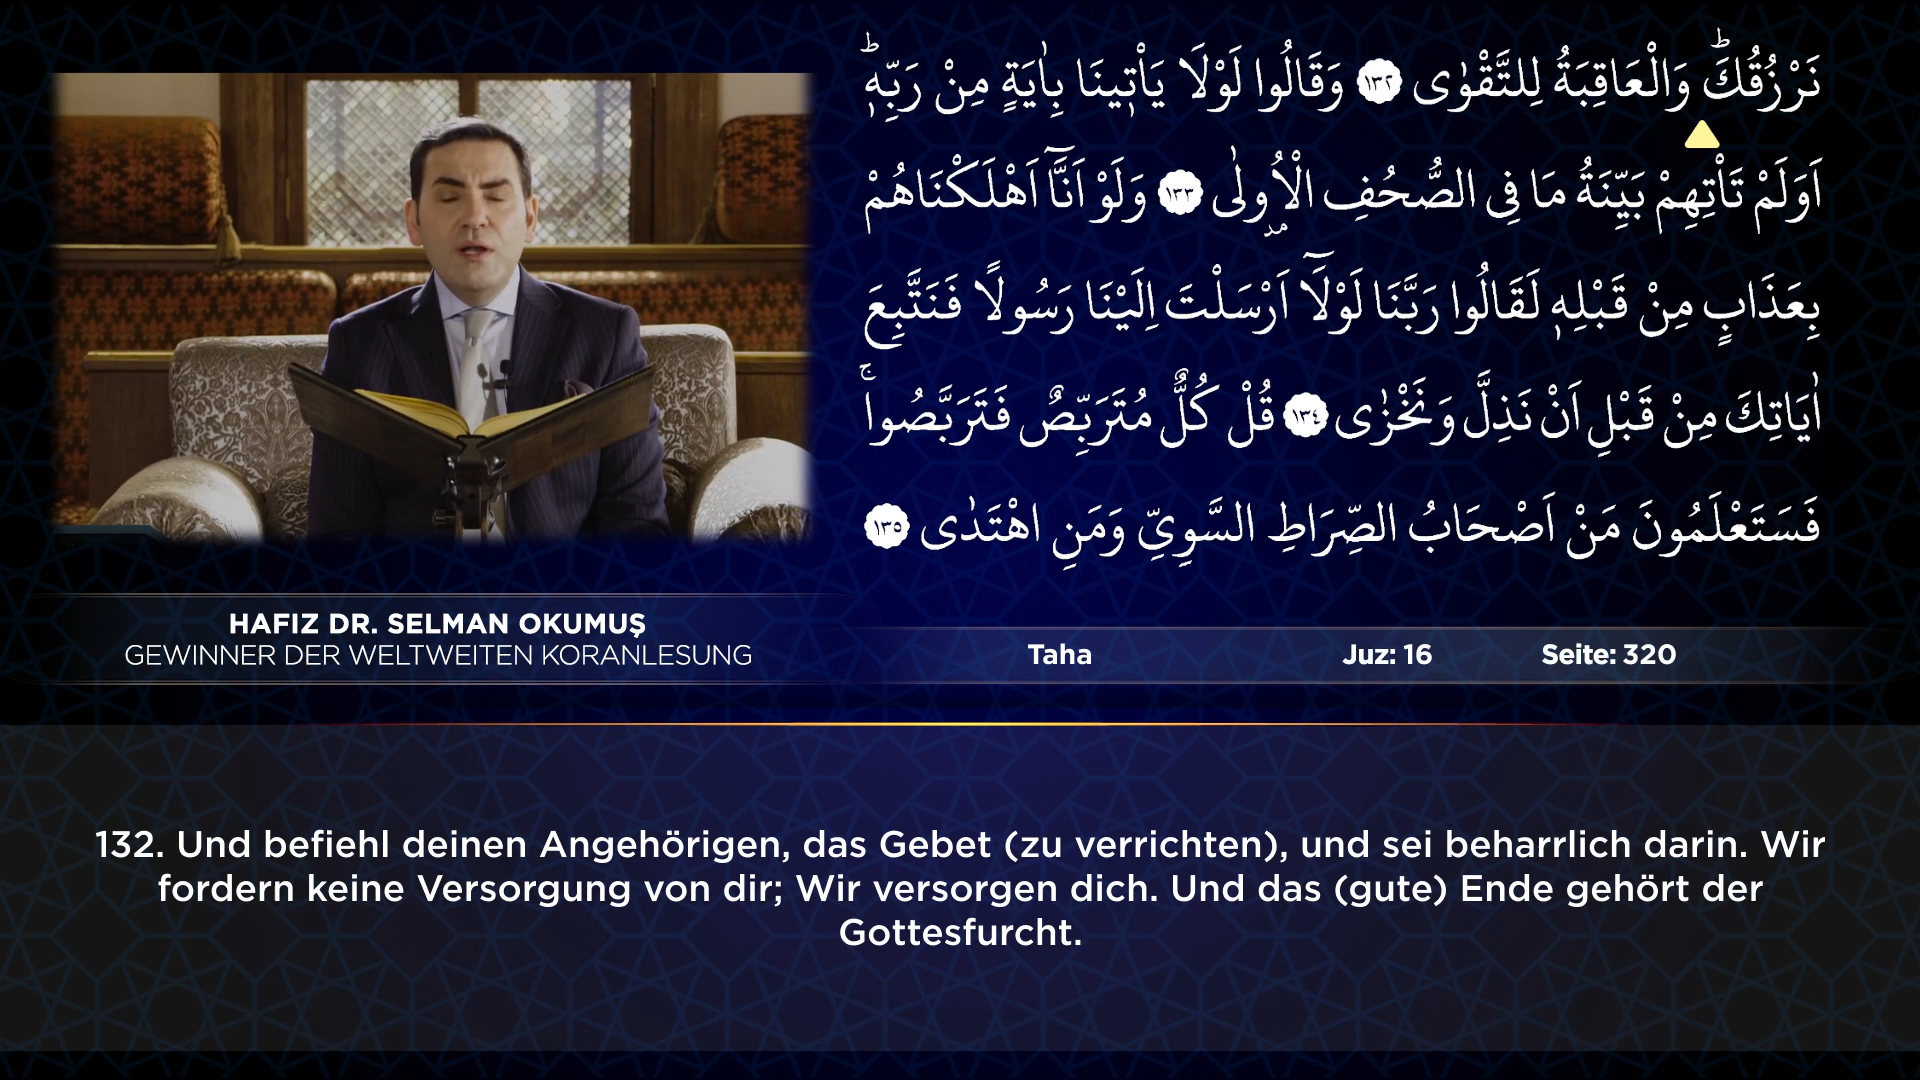 نَرْزُقُكَۜ وَالْعَاقِبَةُ لِلتَّقْوٰى ﴿١٣٢﴾ وَقَالُوا لَوْلَا يَأْت۪ينَا بِاٰيَةٍ مِنْ رَبِّه۪ۜ
اَوَلَمْ تَأْتِهِمْ بَيِّنَةُ مَا فِى الصُّحُفِ الْاُو۫لٰى ﴿١٣٣﴾ وَلَوْ اَنَّٓا اَهْلَكْنَاهُمْ
بِعَذَابٍ مِنْ قَبْلِه۪ لَقَالُوا رَبَّنَا لَوْلَٓا اَرْسَلْتَ اِلَيْنَا رَسُولًا فَنَتَّبِعَ
اٰيَاتِكَ مِنْ قَبْلِ اَنْ نَذِلَّ وَنَخْزٰى ﴿١٣٤﴾ قُلْ كُلٌّ مُتَرَبِّصٌ فَتَرَبَّصُواۚ
فَسَتَعْلَمُونَ مَنْ اَصْحَابُ الصِّرَاطِ السَّوِيِّ وَمَنِ اهْتَدٰى ﴿١٣٥﴾
HAFIZ DR. SELMAN OKUMUŞ
GEWINNER DER WELTWEITEN KORANLESUNG
Taha Juz: 16 Seite: 320
132. Und befiehl deinen Angehörigen, das Gebet (zu verrichten), und sei beharrlich darin. Wir
fordern keine Versorgung von dir; Wir versorgen dich. Und das (gute) Ende gehört der
Gottesfurcht.